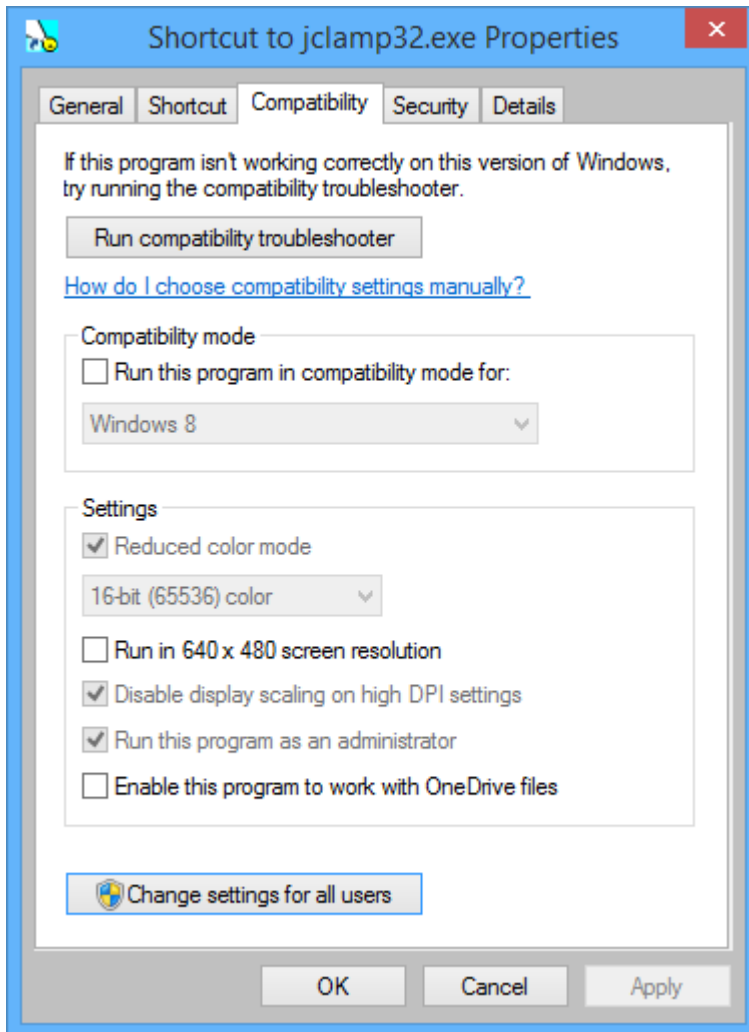 Shortcut to jclamp32.exe Properties
General Shortcut Compatibility Security Details
If this program isn't working correctly on this version of Windows,
try running the compatibility troubleshooter.
Run compatibility troubleshooter
How do I choose compatibility settings manually?
Compatibility mode
Run this program in compatibility mode for:
Windows 8
Settings
Reduced color mode
16-bit (65536) color
Run in 640 x 480 screen resolution
Disable display scaling on high DPI settings
Run this program as an administrator
Enable this program to work with OneDrive files
Change settings for all users
OK Cancel Apply